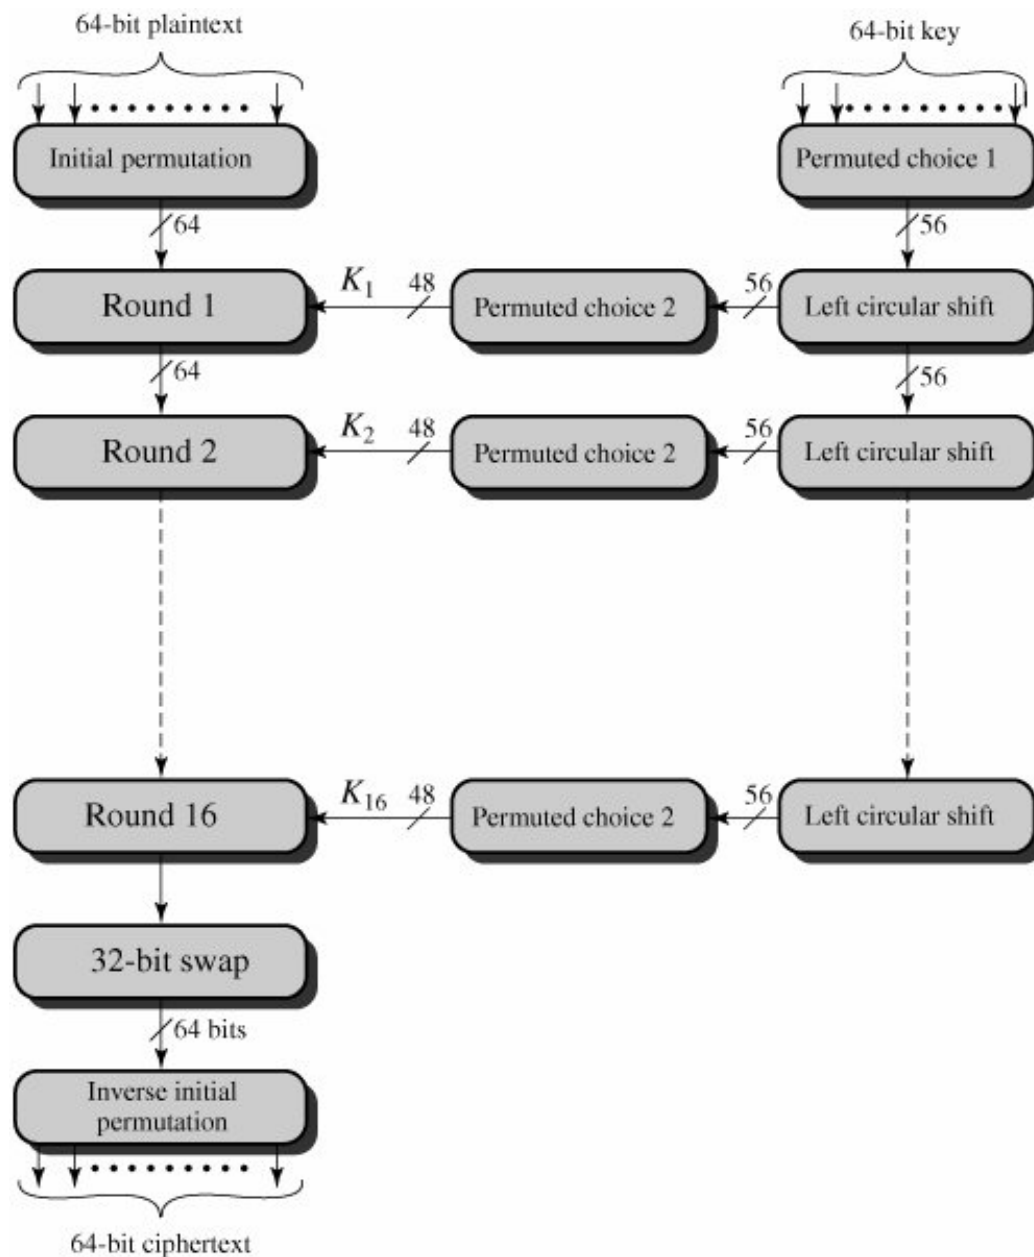 64-bit plaintext
64-bit key
Initial permutation
Permuted choice 1
64
56
Round 1
K1
48
Permuted choice 2
56
Left circular shift
64
56
Round 2
K2
48
Permuted choice 2
56
Left circular shift
Round 16
K16
48
Permuted choice 2
56
Left circular shift
32-bit swap
64 bits
Inverse initial
permutation
64-bit ciphertext